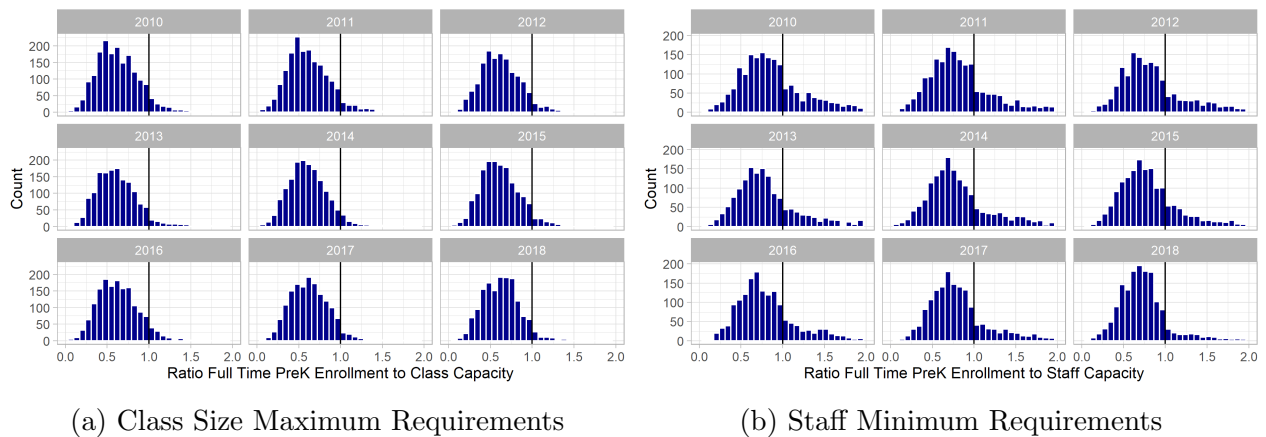 2010 2011 2012
200
150
100
50
0
2013 2014 2015
200
150
100
50
0
2016 2017 2018
200
150
100
50
0
0.0 0.5 1.0 1.5 2.0 0.0 0.5 1.0 1.5 2.0 0.0 0.5 1.0 1.5 2.0
Count
Ratio Full Time PreK Enrollment to Class Capacity
(a) Class Size Maximum Requirements
2010 2011 2012
200
150
100
50
0
2013 2014 2015
200
150
100
50
0
2016 2017 2018
200
150
100
50
0
0.0 0.5 1.0 1.5 2.0 0.0 0.5 1.0 1.5 2.0 0.0 0.5 1.0 1.5 2.0
Count
Ratio Full Time PreK Enrollment to Staff Capacity
(b) Staff Minimum Requirements